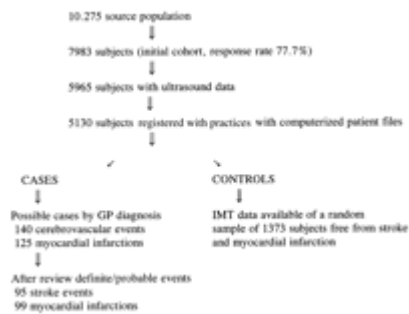 10.275 source population
7983 subjects (initial cohort, response rate 77.7%)
5965 subjects with ultrasound data
5130 subjects registered with practices with computerized patient files
CASES
Possible cases by GP diagnosis
140 cerebrovascular events
125 myocardial infarctions
After review definite/probable events
95 stroke events
99 myocardial infarctions
CONTROLS
IMT data available of a random
sample of 1373 subjects free from stroke
and myocardial infarction